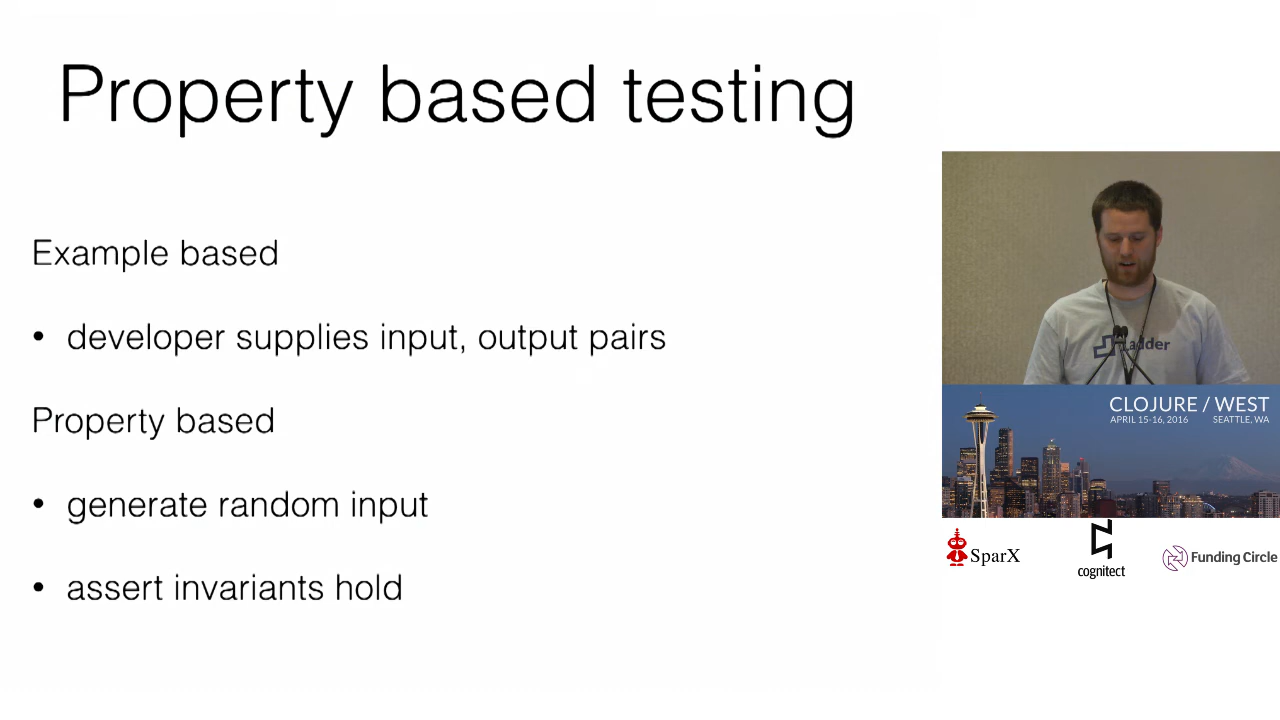 Property based testing
Example based
• developer supplies input, output pairs
Property based
• generate random input
• assert invariants hold
Ladder
CLOJURE / WEST
APRIL 15-16, 2016 SEATTLE, WA
SparX
cognitect
Funding Circle